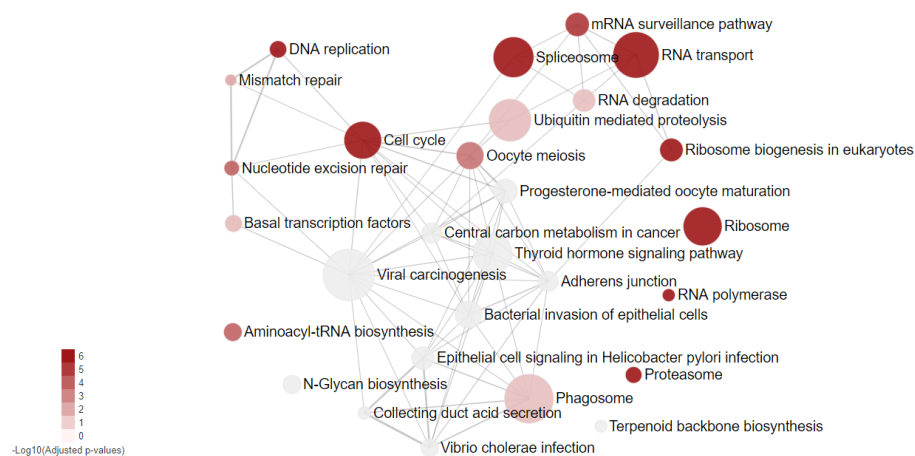 mRNA surveillance pathway
DNA replication
Spliceosome
RNA transport
Mismatch repair
RNA degradation
Ubiquitin mediated proteolysis
Cell cycle
Ribosome biogenesis in eukaryotes
Oocyte meiosis
Nucleotide excision repair
Progesterone-mediated oocyte maturation
Basal transcription factors
Central carbon metabolism in cancer
Ribosome
Thyroid hormone signaling pathway
Viral carcinogenesis
Adherens junction
RNA polymerase
Bacterial invasion of epithelial cells
Aminoacyl-tRNA biosynthesis
Epithelial cell signaling in Helicobacter pylori infection
Proteasome
N-Glycan biosynthesis
Phagosome
Collecting duct acid secretion
Terpenoid backbone biosynthesis
Vibrio cholerae infection
6
5
4
3
2
1
0
-Log10(Adjusted p-values)